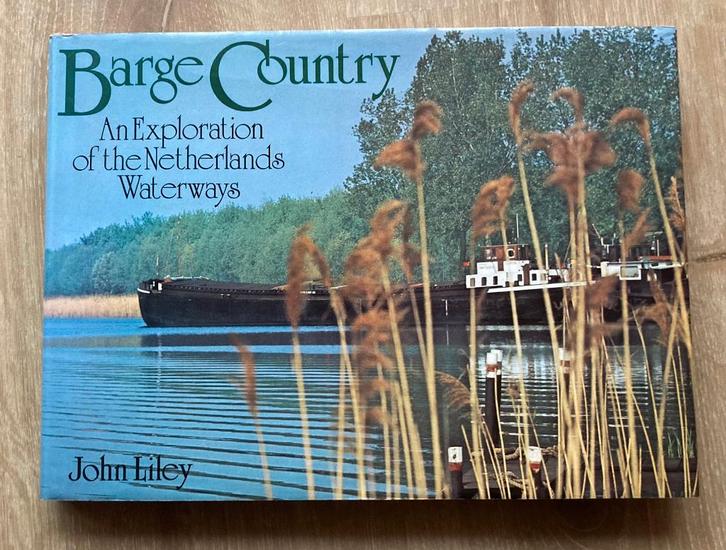 Barge Country
An Exploration
of the Netherlands
Waterways
John Liley